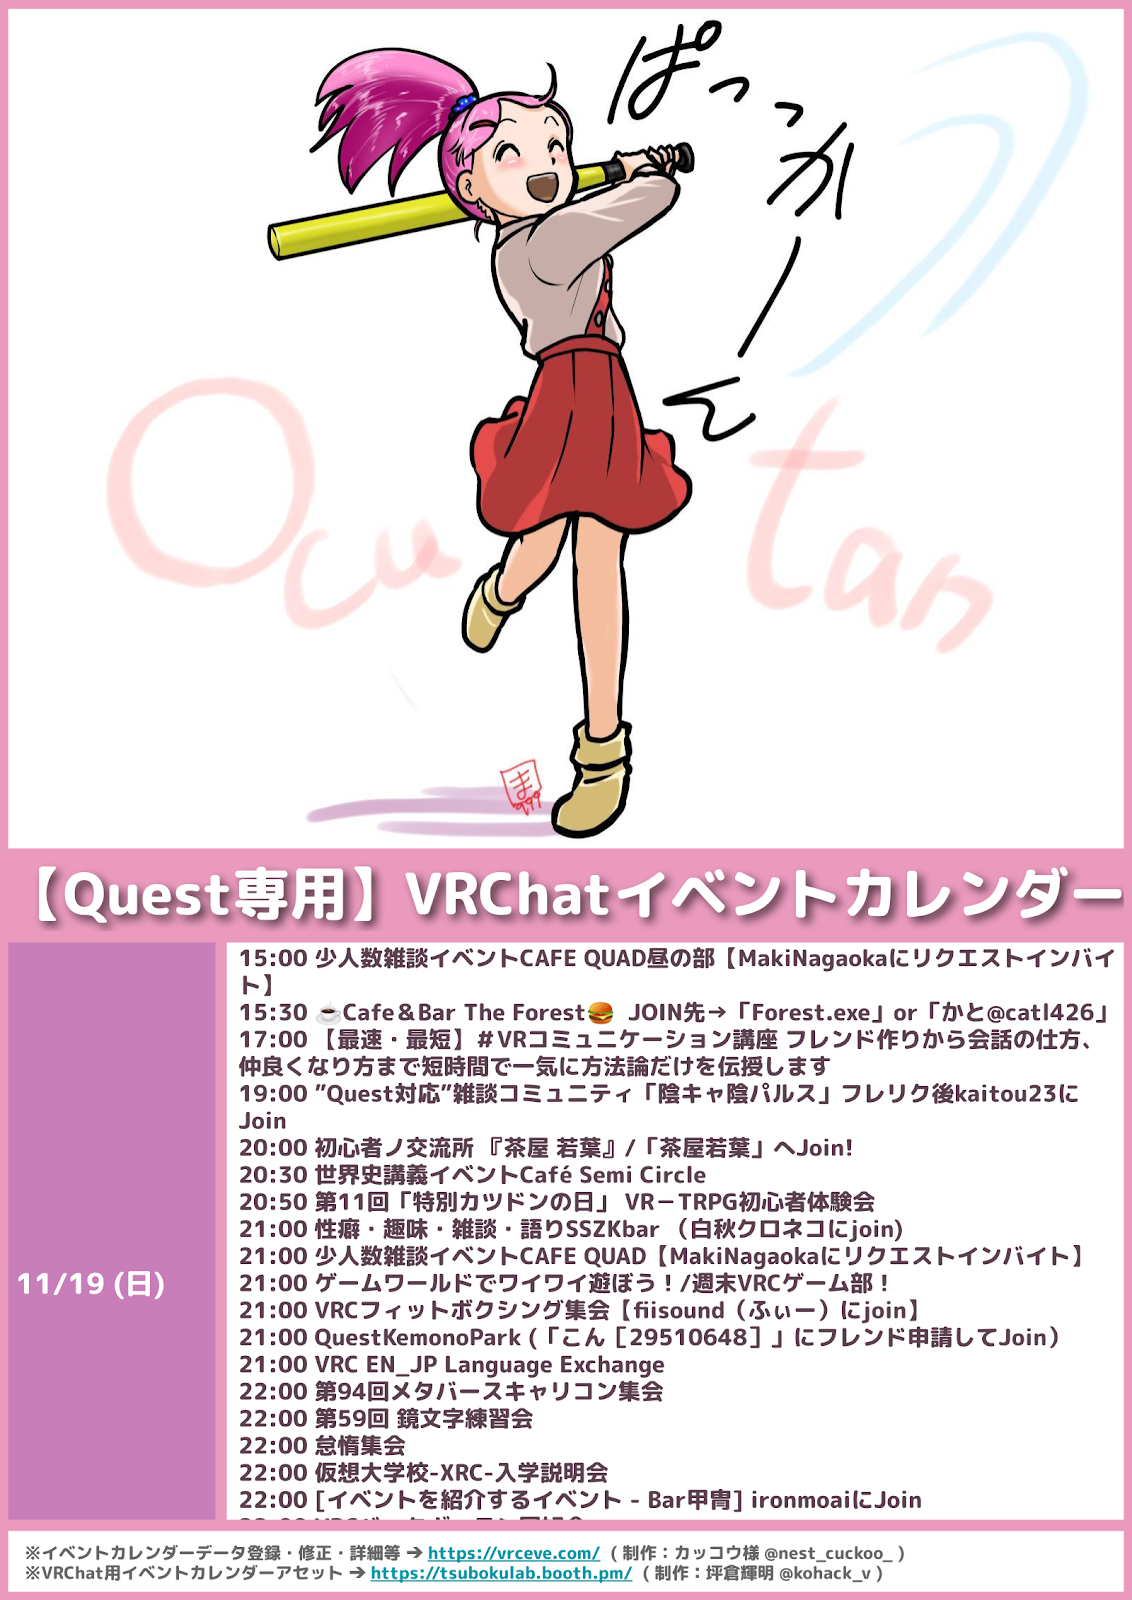 ぱっっかーん
Ocutan
ま
999
【Quest専用】VRChatイベントカレンダー
11/19 (日)
15:00 少人数雑談イベントCAFE QUAD昼の部【MakiNagaokaにリクエストインバイ
ト】
15:30 ☕Cafe＆Bar The Forest🍔 JOIN先→「Forest.exe」or「かと@catl426」
17:00 【最速・最短】＃VRコミュニケーション講座 フレンド作りから会話の仕方、
仲良くなり方まで短時間で一気に方法論だけを伝授します
19:00 ”Quest対応”雑談コミュニティ「陰キャ陰パルス」フレリク後kaitou23に
Join
20:00 初心者ノ交流所 『茶屋 若葉』/「茶屋若葉」へJoin!
20:30 世界史講義イベントCafé Semi Circle
20:50 第11回「特別カツドンの日」 VR－TRPG初心者体験会
21:00 性癖・趣味・雑談・語りSSZKbar （白秋クロネコにjoin)
21:00 少人数雑談イベントCAFE QUAD【MakiNagaokaにリクエストインバイト】
21:00 ゲームワールドでワイワイ遊ぼう！/週末VRCゲーム部！
21:00 VRCフィットボクシング集会【fiisound（ふぃー）にjoin】
21:00 QuestKemonoPark (「こん［29510648］」にフレンド申請してJoin）
21:00 VRC EN_JP Language Exchange
22:00 第94回メタバースキャリコン集会
22:00 第59回 鏡文字練習会
22:00 怠惰集会
22:00 仮想大学校-XRC-入学説明会
22:00 [イベントを紹介するイベント - Bar甲冑] ironmoaiにJoin
※イベントカレンダーデータ登録・修正・詳細等 ➔ https://vrceve.com/ ( 制作：カッコウ様 @nest_cuckoo_ )
※VRChat用イベントカレンダーアセット ➔ https://tsubokulab.booth.pm/ ( 制作：坪倉輝明 @kohack_v )